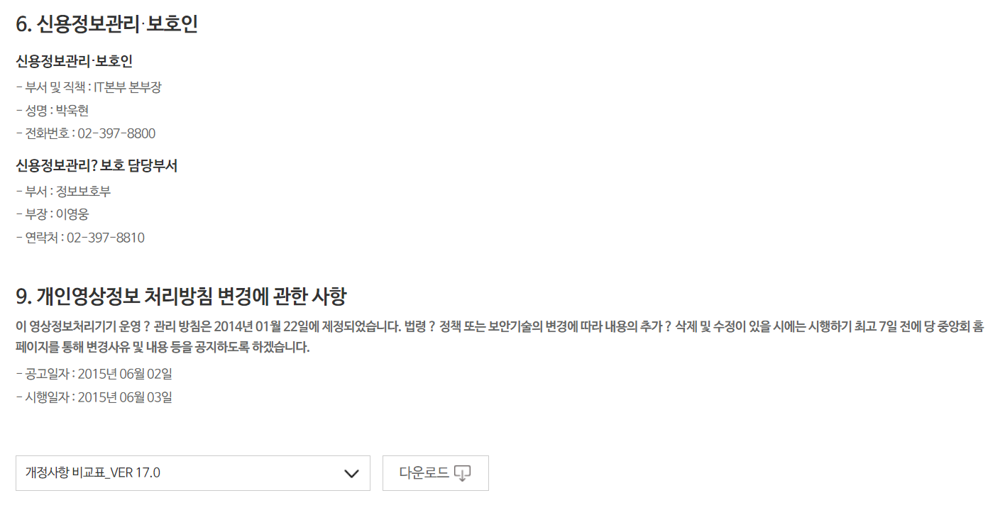 6. 신용정보관리·보호인
신용정보관리·보호인
- 부서 및 직책 : IT본부 본부장
- 성명 : 박욱현
- 전화번호 : 02-397-8800
신용정보관리? 보호 담당부서
- 부서 : 정보보호부
- 부장 : 이영웅
- 연락처 : 02-397-8810
9. 개인영상정보 처리방침 변경에 관한 사항
이 영상정보처리기기 운영 ? 관리 방침은 2014년 01월 22일에 제정되었습니다. 법령 ? 정책 또는 보안기술의 변경에 따라 내용의 추가 ? 삭제 및 수정이 있을 시에는 시행하기 최고 7일 전에 당 중앙회 홈
페이지를 통해 변경사유 및 내용 등을 공지하도록 하겠습니다.
- 공고일자 : 2015년 06월 02일
- 시행일자 : 2015년 06월 03일
개정사항 비교표_VER 17.0
다운로드